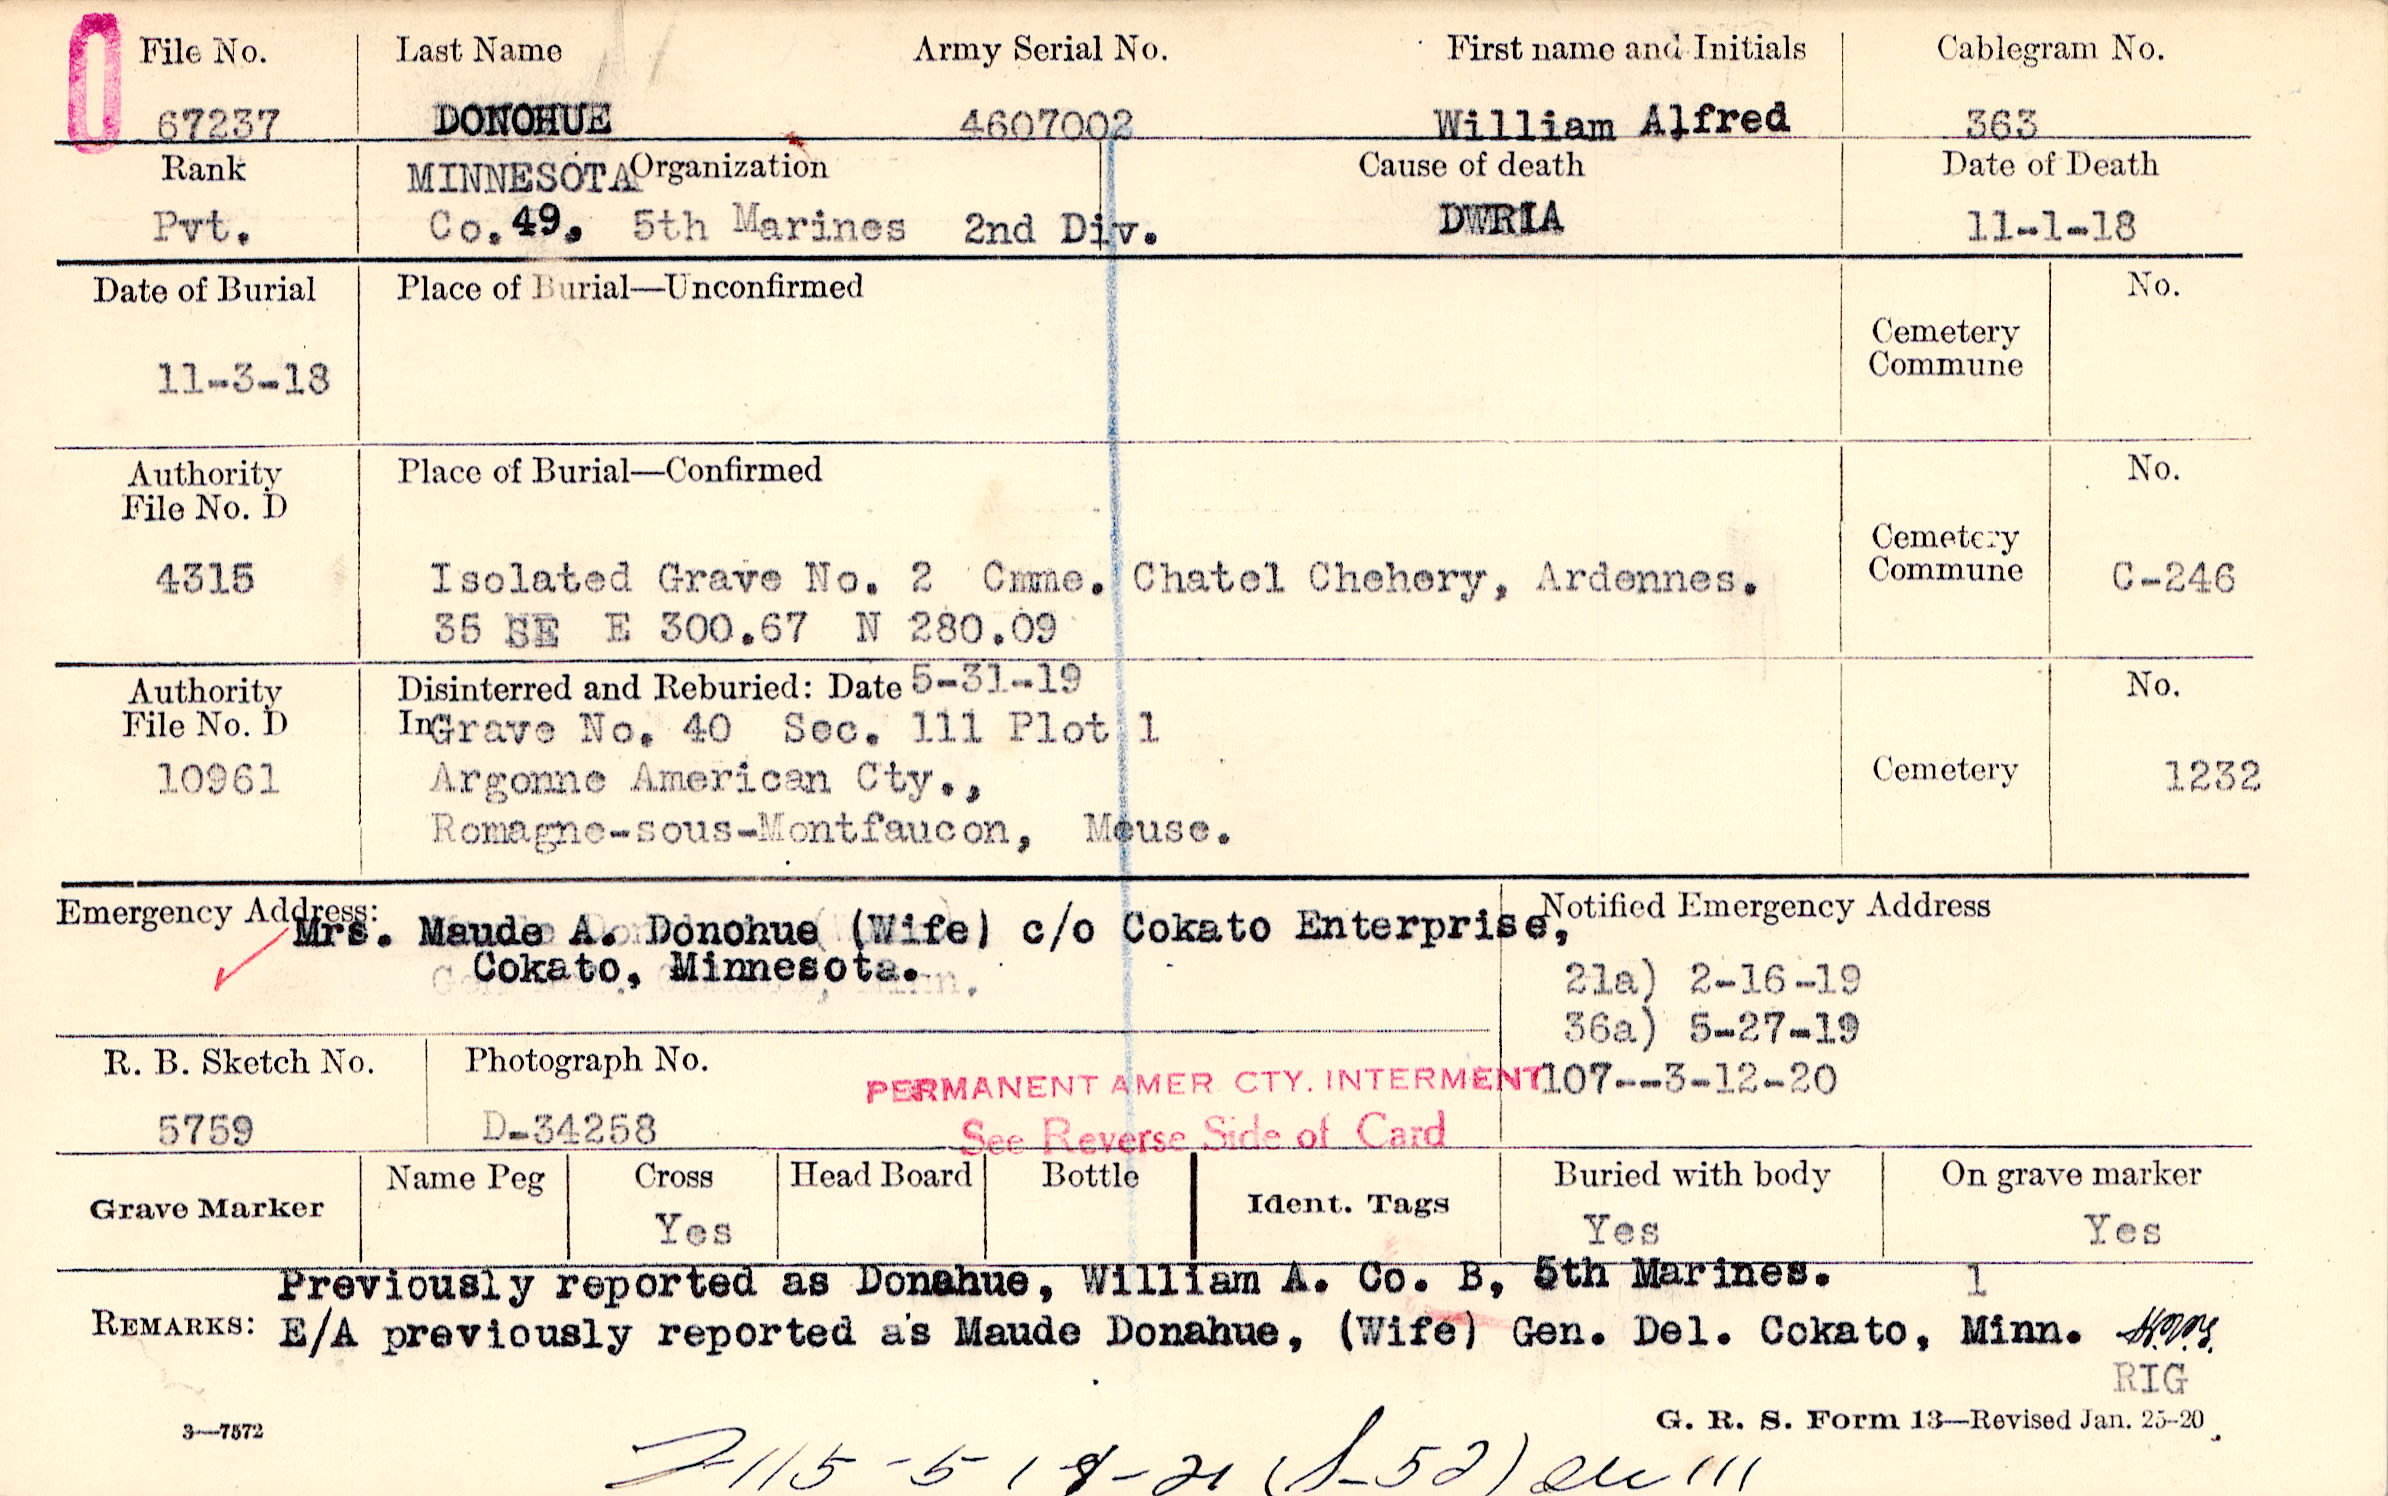 File No. Last Name Army Serial No. First name and Initials Cablegram No.
67237 DONOHUE 4607002 William Alfred 363
Rank MINNESOTA Organization Cause of death Date of Death
Pvt. Co. 49, 5th Marines 2nd Div. DWRIA 11-1-18
Date of Burial Place of Burial—Unconfirmed No.
Cemetery
Commune
11-3-18
Authority Place of Burial—Confirmed No.
File No. D
Cemetery
4315 Isolated Grave No. 2 Cmme. Chatel Chehery, Ardennes. Commune C-246
35 SE E 300.67 N 280.09
Authority Disinterred and Reburied: Date 5-31-19 No.
File No. D In Grave No. 40 Sec. 111 Plot 1
10961 Argonne American Cty., Cemetery 1232
Romagne-sous-Montfaucon, Meuse.
Emergency Address: Notified Emergency Address
Mrs. Maude A. Donohue (Wife) c/o Cokato Enterprise,
Cokato, Minnesota.
21a) 2-16-19
36a) 5-27-19
R. B. Sketch No. Photograph No.
PERMANENT AMER CTY. INTERMENT 107--3-12-20
5759 D-34258 See Reverse Side of Card
Grave Marker Name Peg Cross Head Board Bottle Ident. Tags Buried with body On grave marker
Yes Yes Yes
Previously reported as Donahue, William A. Co. B, 5th Marines. 1
REMARKS: E/A previously reported as Maude Donahue, (Wife) Gen. Del. Cokato, Minn.
RIG
3—7572 G. R. S. Form 13—Revised Jan. 25-20